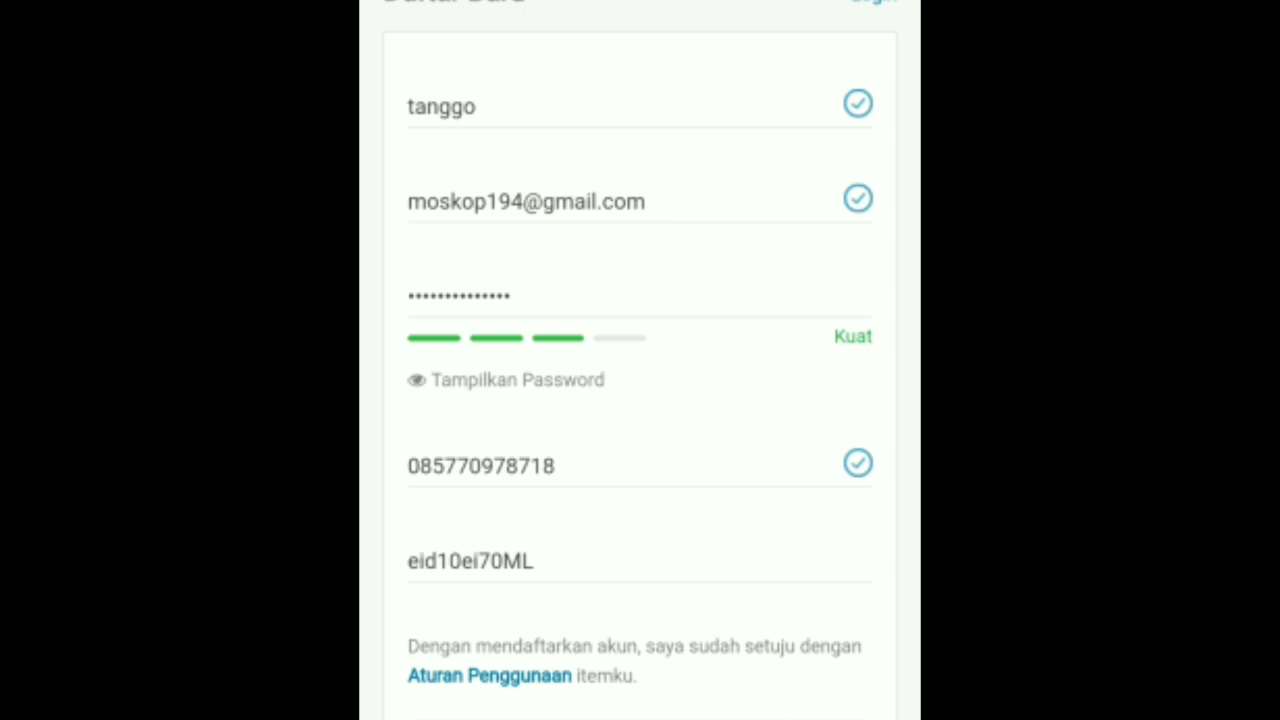 tanggo
moskop194@gmail.com
••••••••••••••
Kuat
Tampilkan Password
085770978718
eid10ei70ML
Dengan mendaftarkan akun, saya sudah setuju dengan
Aturan Penggunaan itemku.